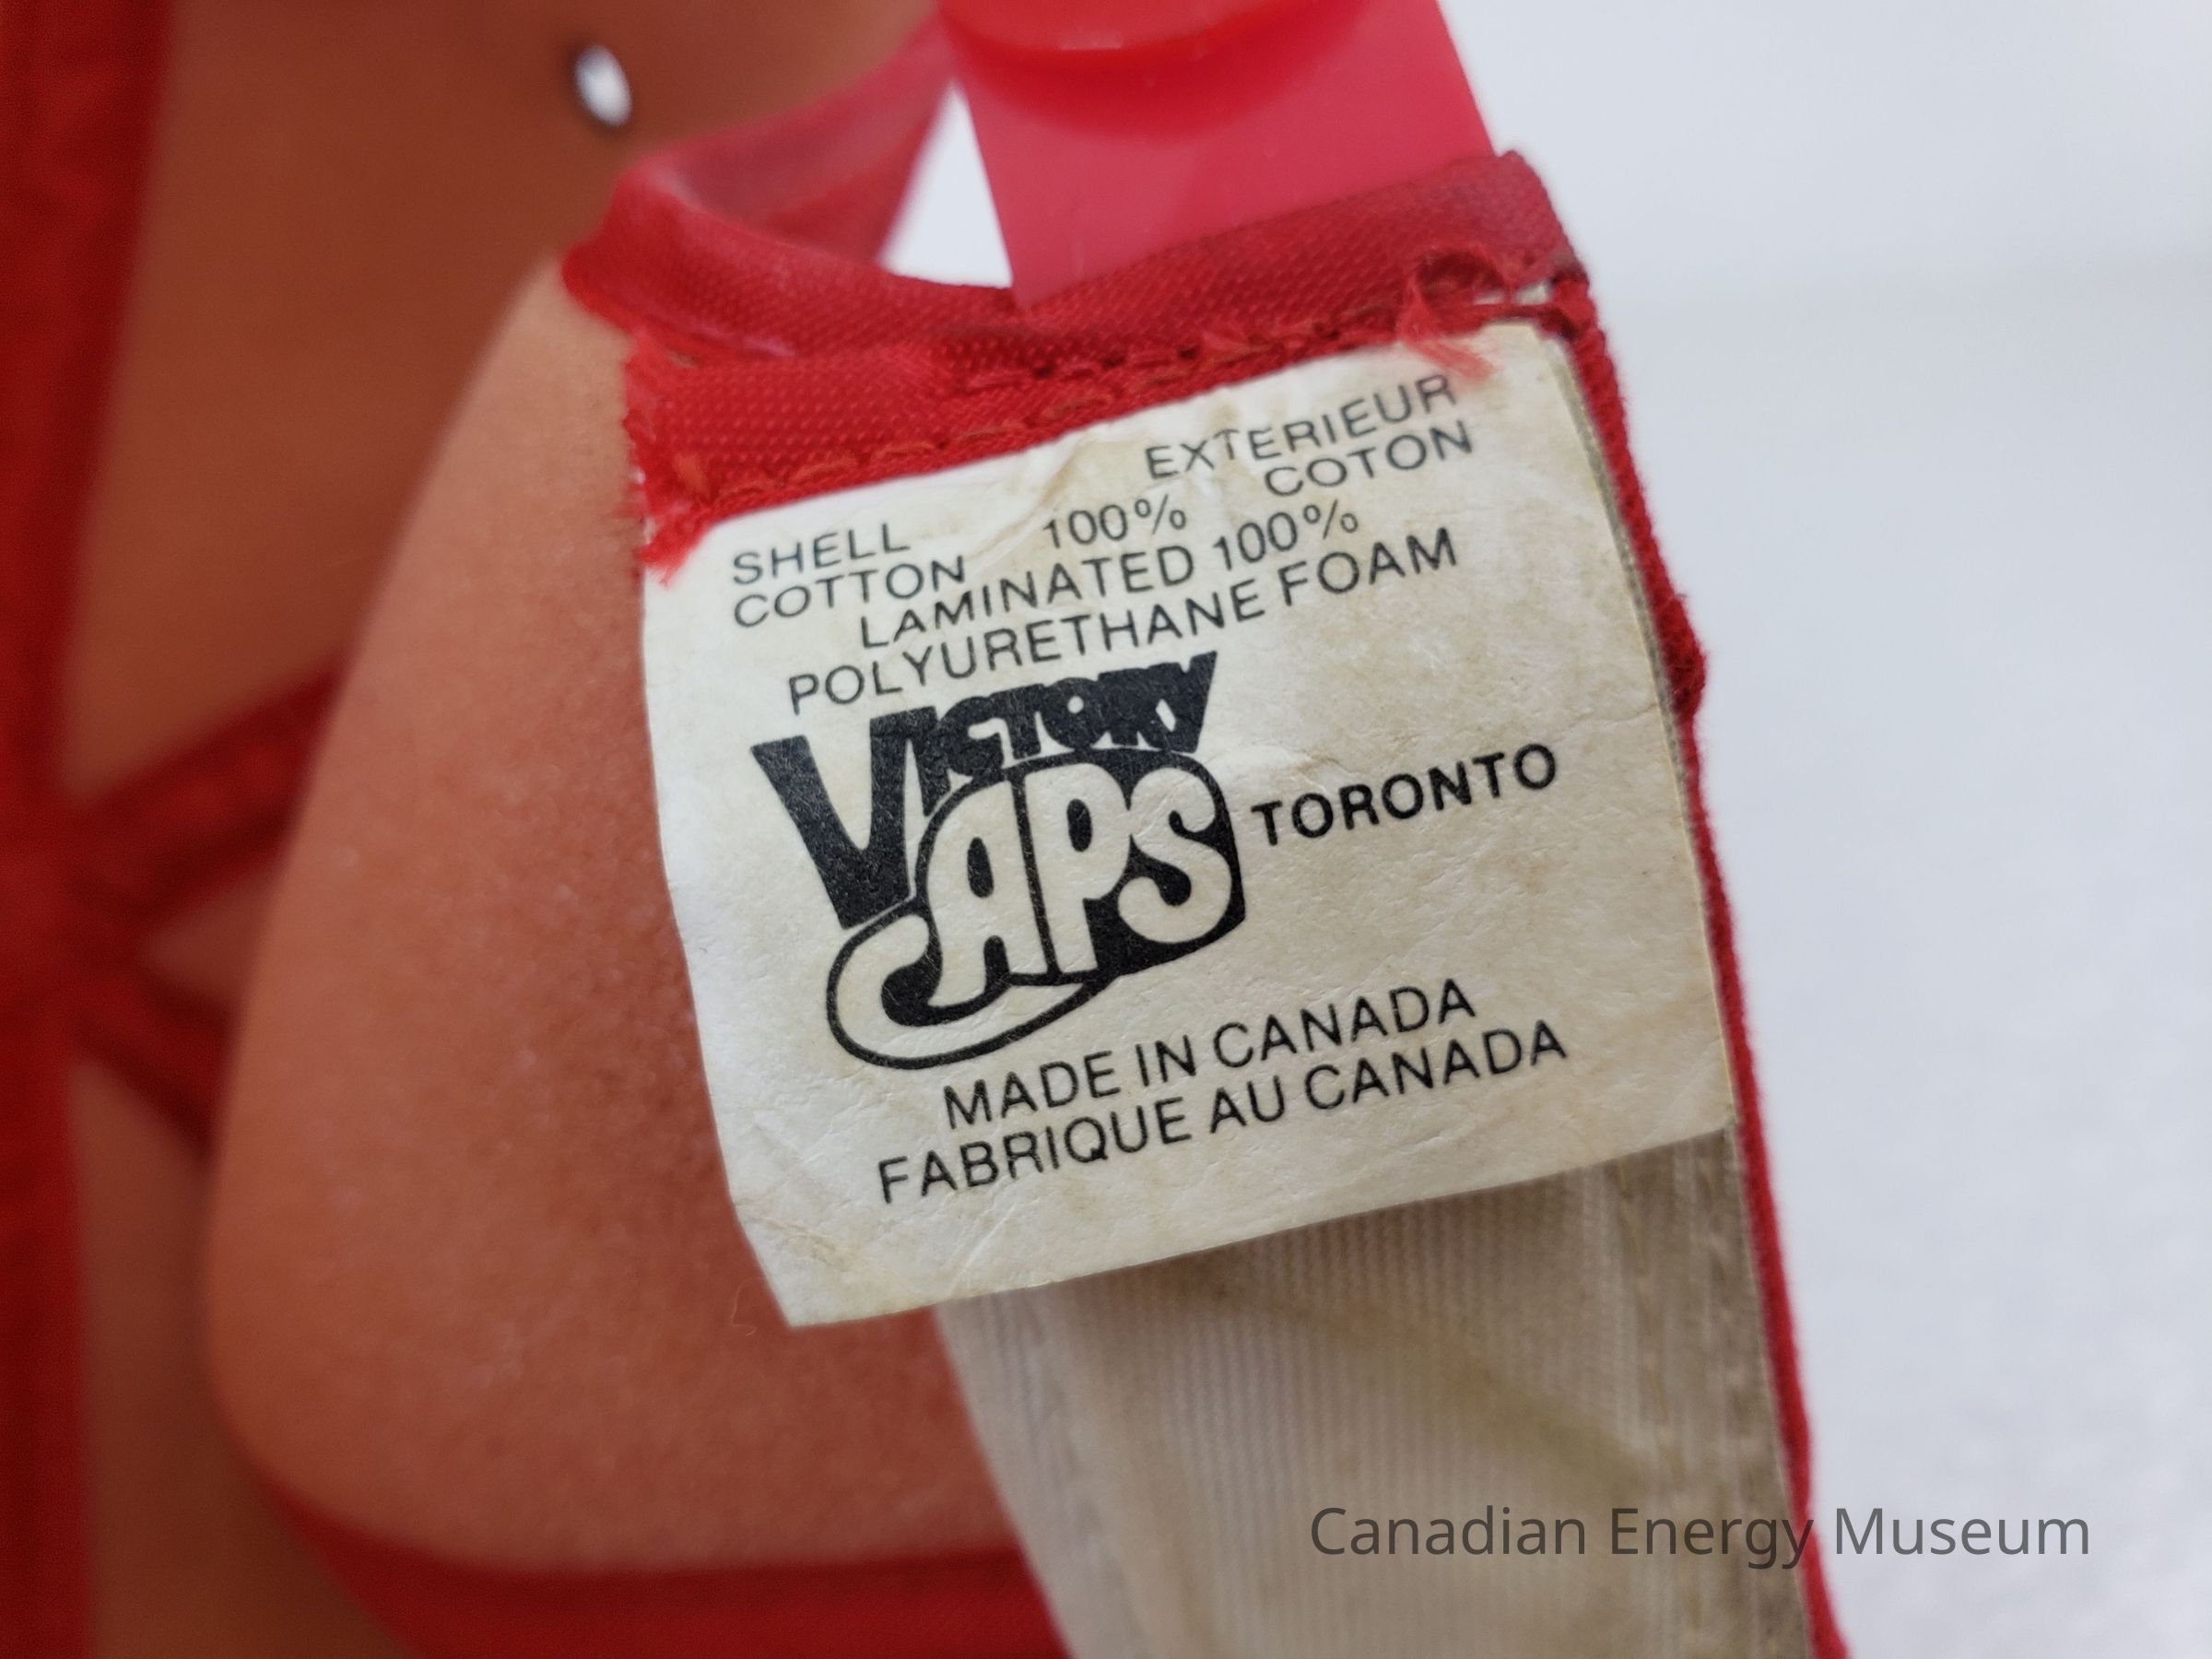 EXTERIEUR
SHELL 100% COTON
COTTON LAMINATED 100%
POLYURETHANE FOAM
VICTORY
CAPS TORONTO
MADE IN CANADA
FABRIQUE AU CANADA
Canadian Energy Museum